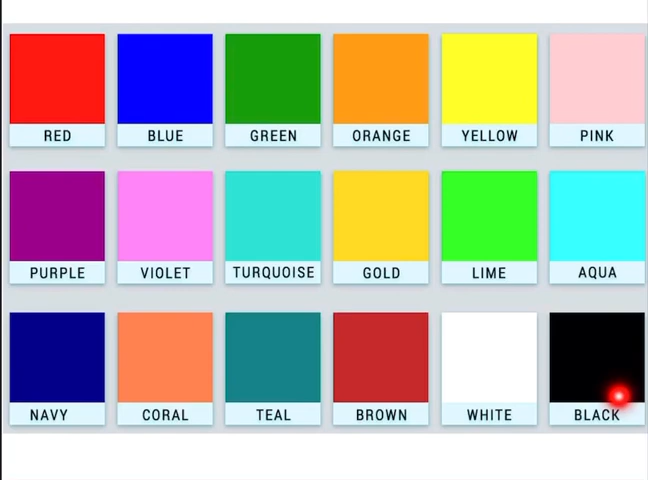 RED BLUE GREEN ORANGE YELLOW PINK
PURPLE VIOLET TURQUOISE GOLD LIME AQUA
NAVY CORAL TEAL BROWN WHITE BLACK